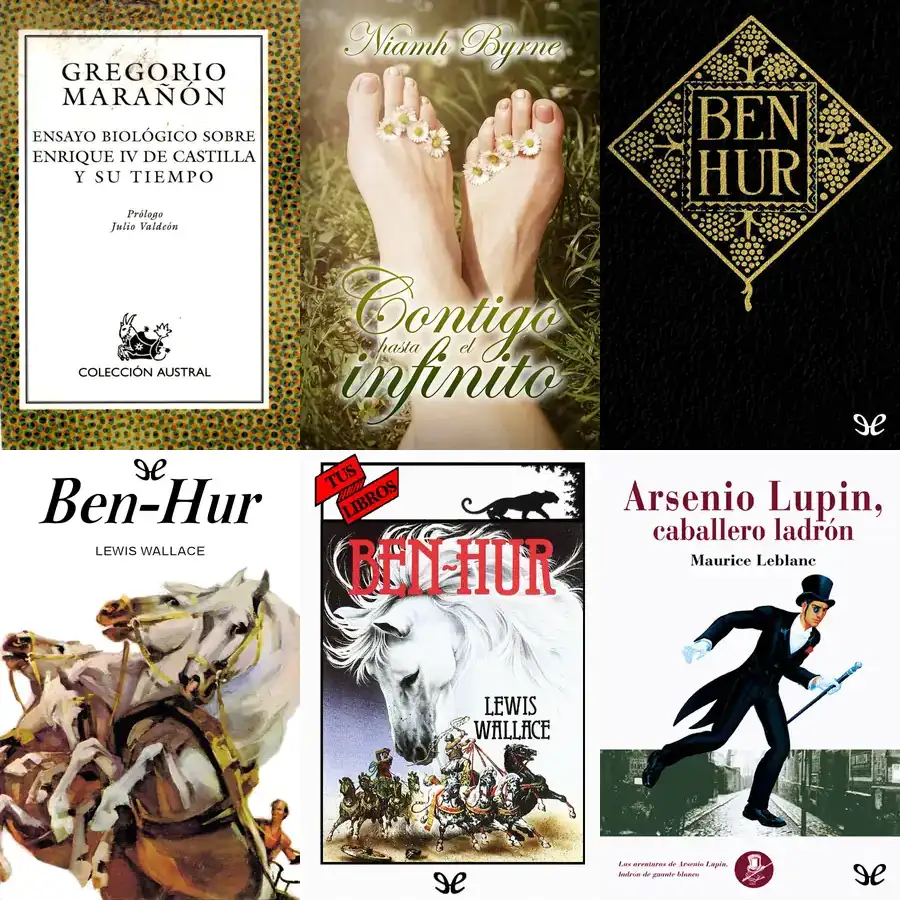 GREGORIO
MARAÑÓN
ENSAYO BIOLÓGICO SOBRE
ENRIQUE IV DE CASTILLA
Y SU TIEMPO
Prólogo
Julio Valdeón
COLECCIÓN AUSTRAL
Niamh Byrne
Contigo
hasta el
infinito
BEN
HUR
Ben-Hur
LEWIS WALLACE
TUS
LIBROS
BEN-HUR
LEWIS
WALLACE
Arsenio Lupin,
caballero ladrón
Maurice Leblanc
Las aventuras de Arsenio Lupin,
ladrón de guante blanco